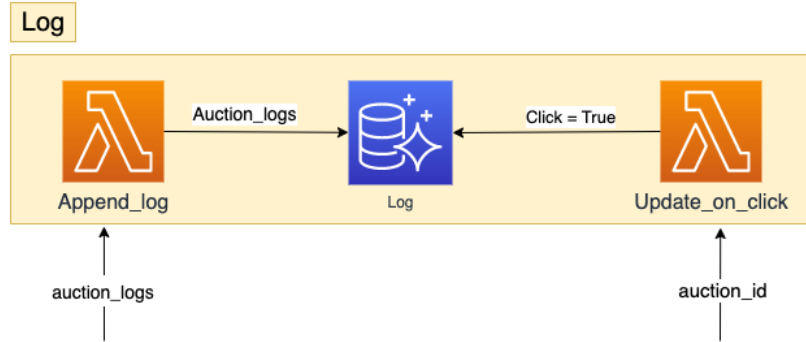 Log
Auction_logs
Click = True
Append_log
Log
Update_on_click
auction_logs
auction_id